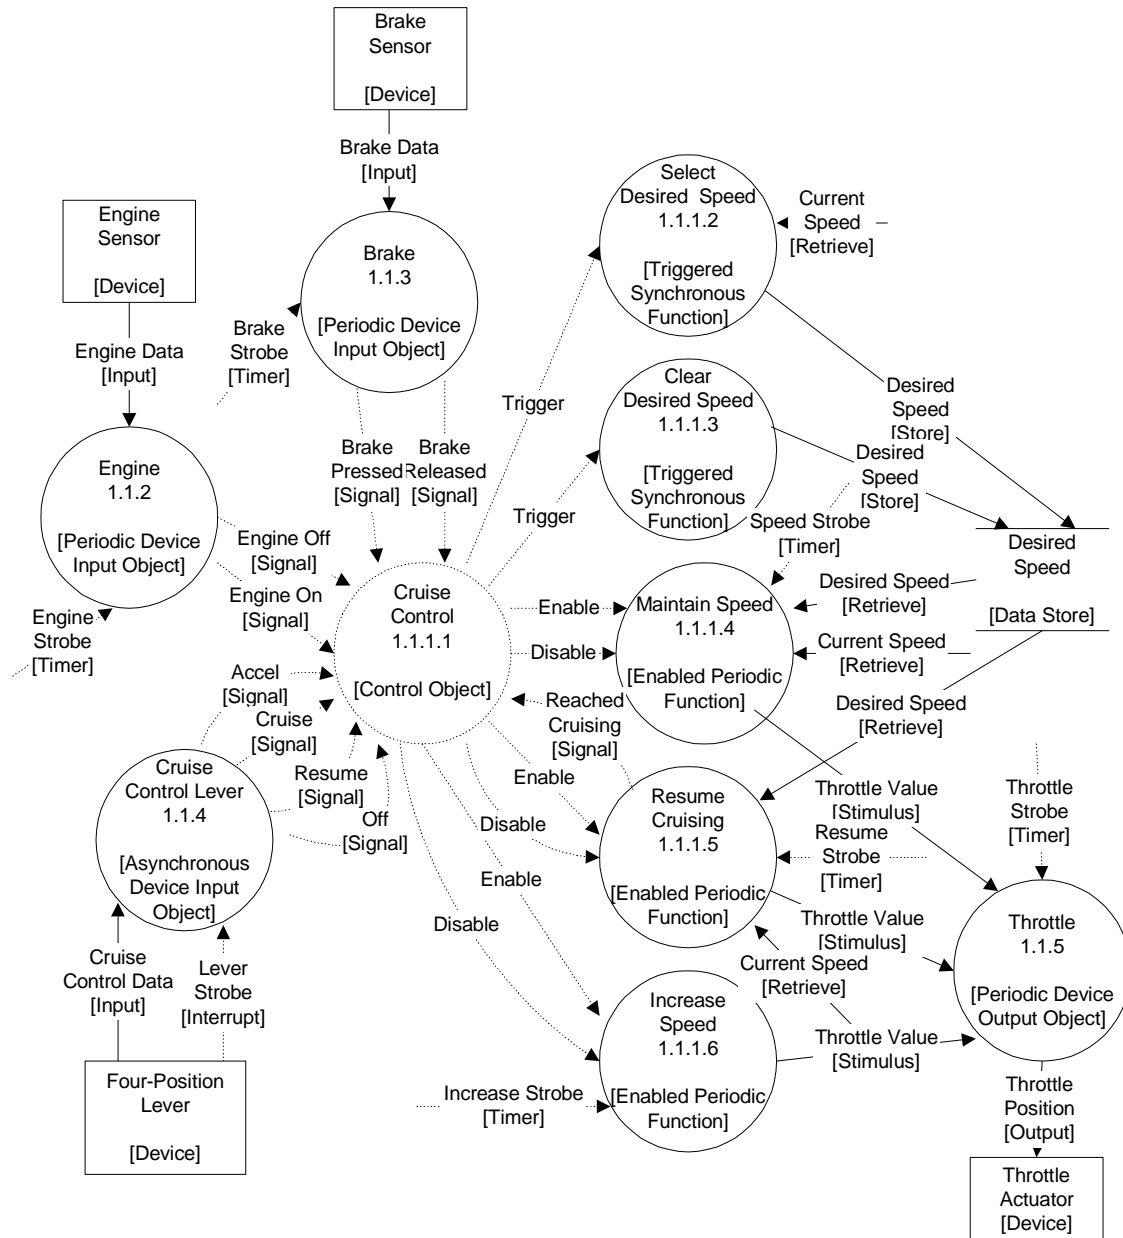 Brake
Sensor
[Device]
Brake Data
[Input]
Engine
Sensor
[Device]
Engine Data
[Input]
Brake
1.1.3
[Periodic Device
Input Object]
Brake
Strobe
[Timer]
Select
Desired Speed
1.1.1.2
[Triggered
Synchronous
Function]
Current
Speed
[Retrieve]
Engine
1.1.2
[Periodic Device
Input Object]
Engine
Strobe
[Timer]
Brake
Pressed
[Signal]
Brake
Released
[Signal]
Engine Off
[Signal]
Engine On
[Signal]
Trigger
Trigger
Clear
Desired Speed
1.1.1.3
[Triggered
Synchronous
Function]
Desired
Speed
[Store]
Desired
Speed
[Store]
Speed Strobe
[Timer]
Desired
Speed
[Data Store]
Cruise
Control
1.1.1.1
[Control Object]
Enable
Disable
Maintain Speed
1.1.1.4
[Enabled Periodic
Function]
Desired Speed
[Retrieve]
Current Speed
[Retrieve]
Desired Speed
[Retrieve]
Accel
[Signal]
Cruise
[Signal]
Resume
[Signal]
Off
[Signal]
Reached
Cruising
[Signal]
Enable
Disable
Enable
Disable
Cruise
Control Lever
1.1.4
[Asynchronous
Device Input
Object]
Resume
Cruising
1.1.1.5
[Enabled Periodic
Function]
Throttle Value
[Stimulus]
Resume
Strobe
[Timer]
Throttle
Strobe
[Timer]
Throttle Value
[Stimulus]
Current Speed
[Retrieve]
Throttle
1.1.5
[Periodic Device
Output Object]
Cruise
Control Data
[Input]
Lever
Strobe
[Interrupt]
Increase
Speed
1.1.1.6
[Enabled Periodic
Function]
Throttle Value
[Stimulus]
Four-Position
Lever
[Device]
Increase Strobe
[Timer]
Throttle
Position
[Output]
Throttle
Actuator
[Device]